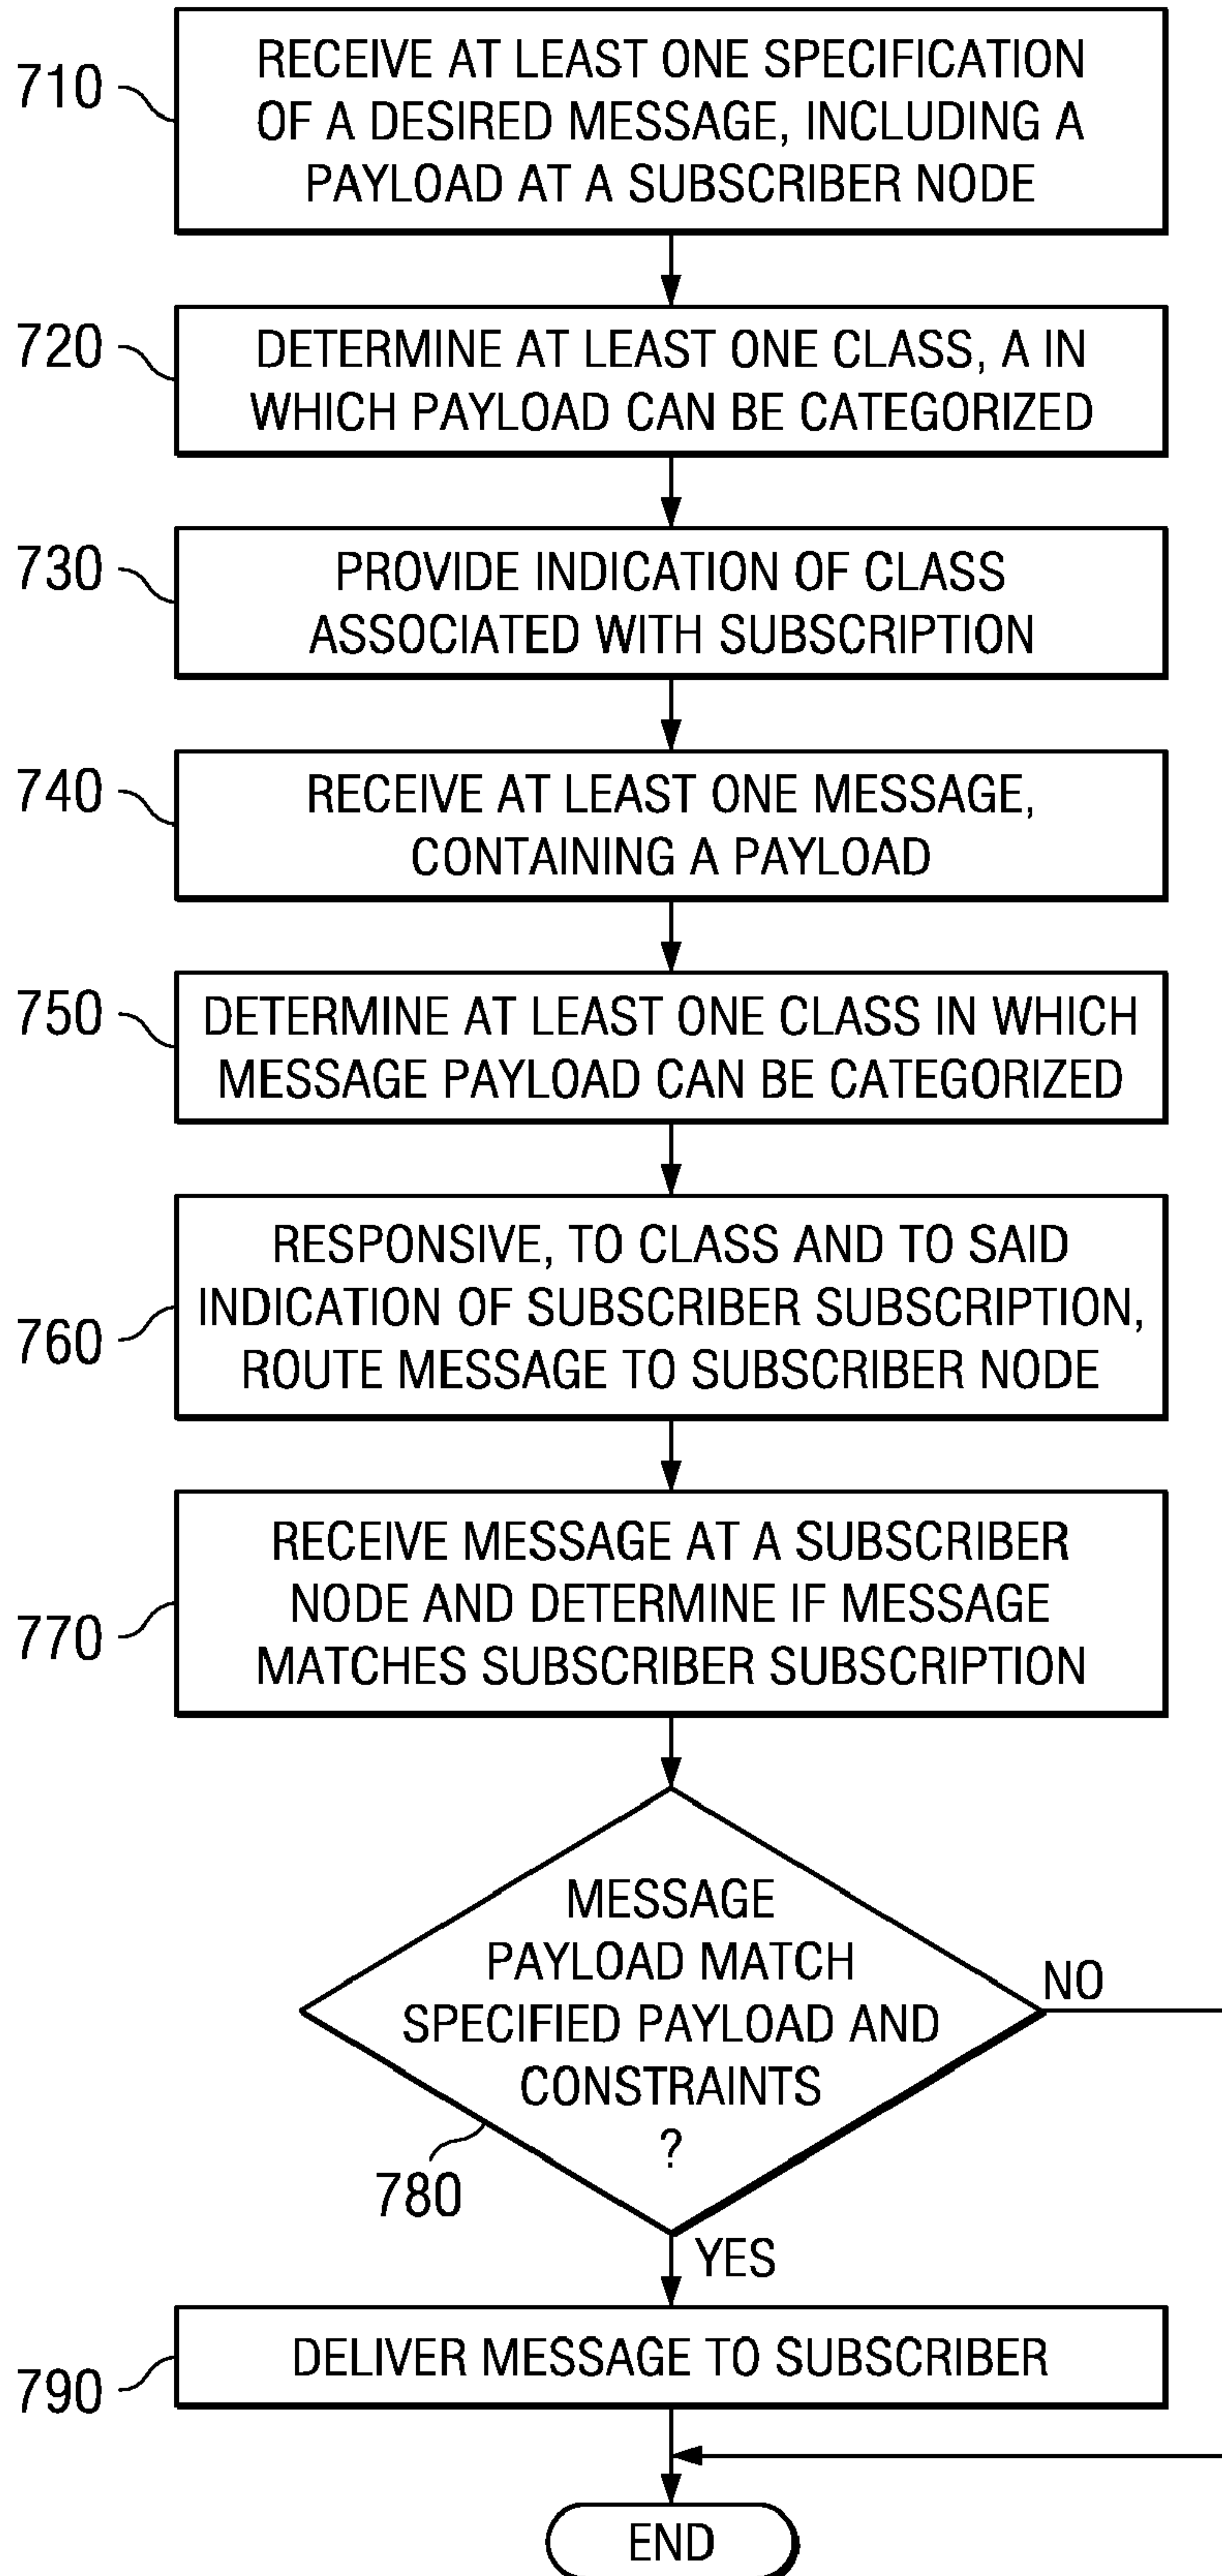 710
RECEIVE AT LEAST ONE SPECIFICATION
OF A DESIRED MESSAGE, INCLUDING A
PAYLOAD AT A SUBSCRIBER NODE
720
DETERMINE AT LEAST ONE CLASS, A IN
WHICH PAYLOAD CAN BE CATEGORIZED
730
PROVIDE INDICATION OF CLASS
ASSOCIATED WITH SUBSCRIPTION
740
RECEIVE AT LEAST ONE MESSAGE,
CONTAINING A PAYLOAD
750
DETERMINE AT LEAST ONE CLASS IN WHICH
MESSAGE PAYLOAD CAN BE CATEGORIZED
760
RESPONSIVE, TO CLASS AND TO SAID
INDICATION OF SUBSCRIBER SUBSCRIPTION,
ROUTE MESSAGE TO SUBSCRIBER NODE
770
RECEIVE MESSAGE AT A SUBSCRIBER
NODE AND DETERMINE IF MESSAGE
MATCHES SUBSCRIBER SUBSCRIPTION
MESSAGE
PAYLOAD MATCH
SPECIFIED PAYLOAD AND
CONSTRAINTS
?
NO
780
YES
790
DELIVER MESSAGE TO SUBSCRIBER
END